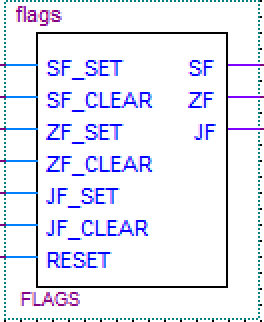 flags
SF_SET SF
SF_CLEAR ZF
ZF_SET JF
ZF_CLEAR
JF_SET
JF_CLEAR
RESET
FLAGS